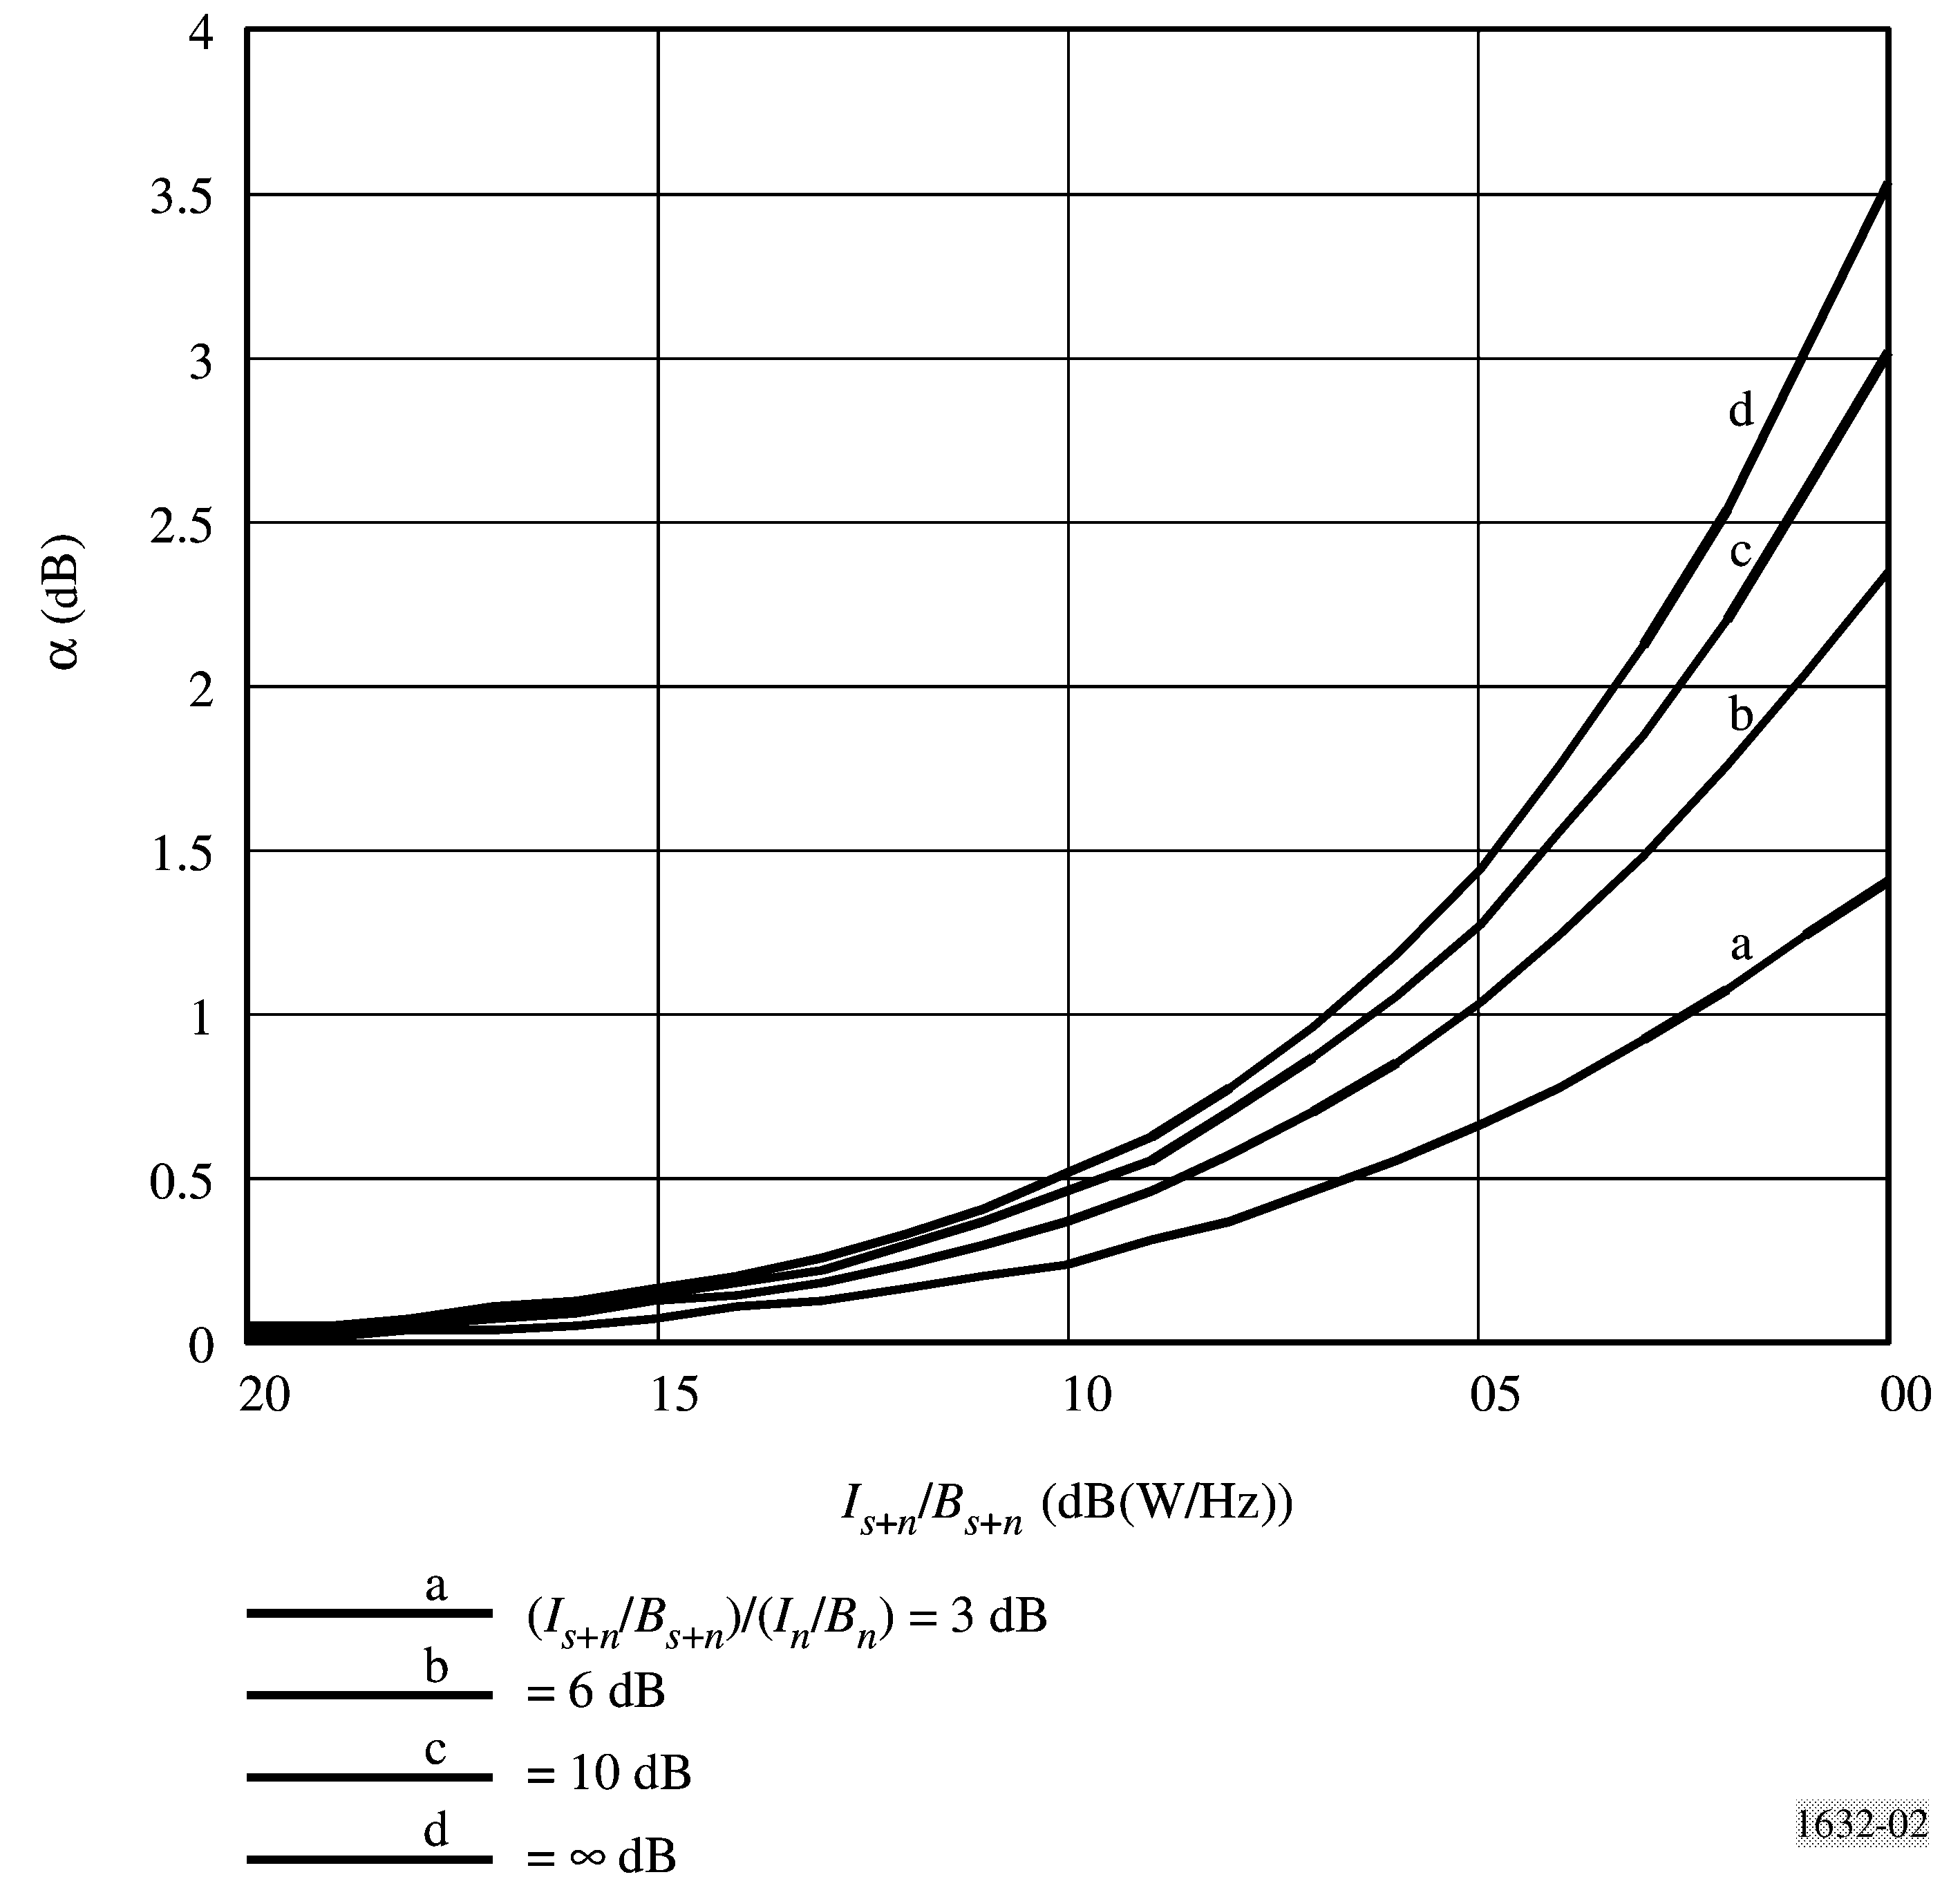 4
3.5
3
2.5
2
1.5
1
0.5
0
α (dB)
d
c
b
a
20 15 10 05 00
I s+n/B s+n (dB(W/Hz))
a (I s+n/B s+n)/(I n/B n) = 3 dB
b = 6 dB
c = 10 dB
d = ∞ dB
1632-02